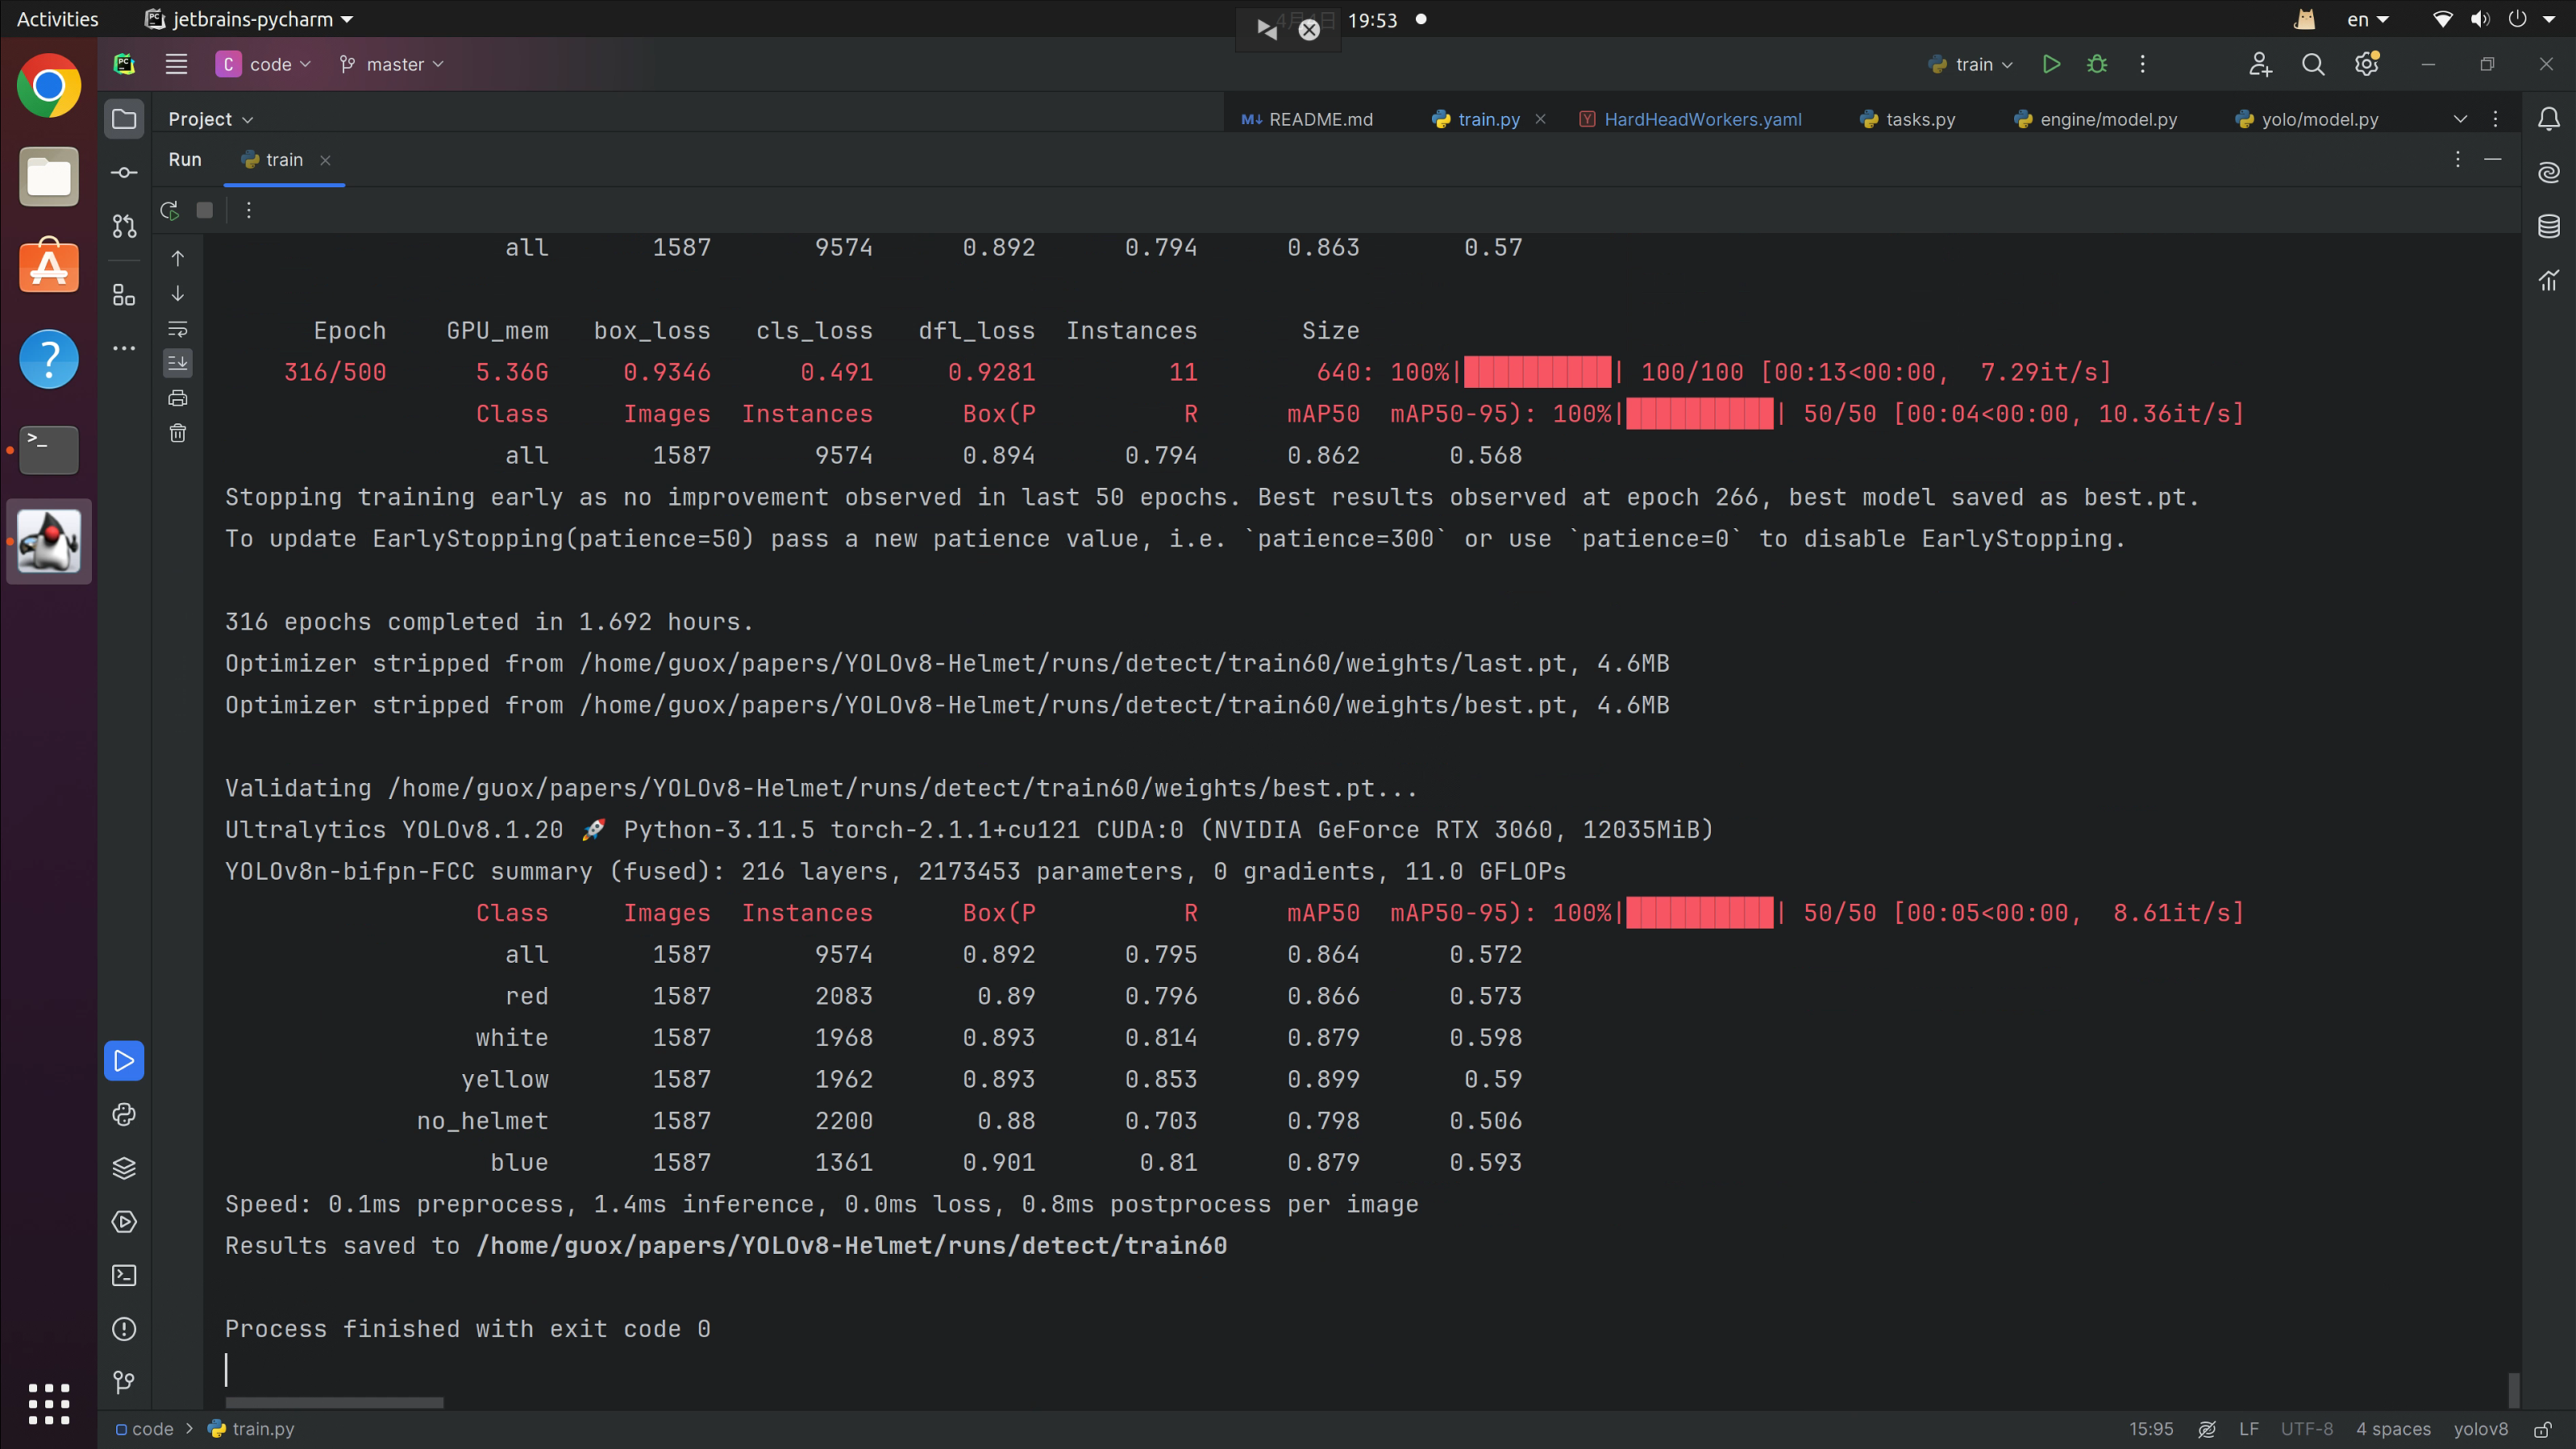 Activities jetbrains-pycharm 4月4日 19:53 en
code master train
Project README.md train.py HardHeadWorkers.yaml tasks.py engine/model.py yolo/model.py
Run train
all 1587 9574 0.892 0.794 0.863 0.57
Epoch GPU_mem box_loss cls_loss dfl_loss Instances Size
316/500 5.36G 0.9346 0.491 0.9281 11 640: 100%|██████████| 100/100 [00:13<00:00, 7.29it/s]
Class Images Instances Box(P R mAP50 mAP50-95): 100%|██████████| 50/50 [00:04<00:00, 10.36it/s]
all 1587 9574 0.894 0.794 0.862 0.568
Stopping training early as no improvement observed in last 50 epochs. Best results observed at epoch 266, best model saved as best.pt.
To update EarlyStopping(patience=50) pass a new patience value, i.e. `patience=300` or use `patience=0` to disable EarlyStopping.
316 epochs completed in 1.692 hours.
Optimizer stripped from /home/guox/papers/YOLOv8-Helmet/runs/detect/train60/weights/last.pt, 4.6MB
Optimizer stripped from /home/guox/papers/YOLOv8-Helmet/runs/detect/train60/weights/best.pt, 4.6MB
Validating /home/guox/papers/YOLOv8-Helmet/runs/detect/train60/weights/best.pt...
Ultralytics YOLOv8.1.20 🚀 Python-3.11.5 torch-2.1.1+cu121 CUDA:0 (NVIDIA GeForce RTX 3060, 12035MiB)
YOLOv8n-bifpn-FCC summary (fused): 216 layers, 2173453 parameters, 0 gradients, 11.0 GFLOPs
Class Images Instances Box(P R mAP50 mAP50-95): 100%|██████████| 50/50 [00:05<00:00, 8.61it/s]
all 1587 9574 0.892 0.795 0.864 0.572
red 1587 2083 0.89 0.796 0.866 0.573
white 1587 1968 0.893 0.814 0.879 0.598
yellow 1587 1962 0.893 0.853 0.899 0.59
no_helmet 1587 2200 0.88 0.703 0.798 0.506
blue 1587 1361 0.901 0.81 0.879 0.593
Speed: 0.1ms preprocess, 1.4ms inference, 0.0ms loss, 0.8ms postprocess per image
Results saved to /home/guox/papers/YOLOv8-Helmet/runs/detect/train60
Process finished with exit code 0
code > train.py 15:95 LF UTF-8 4 spaces yolov8